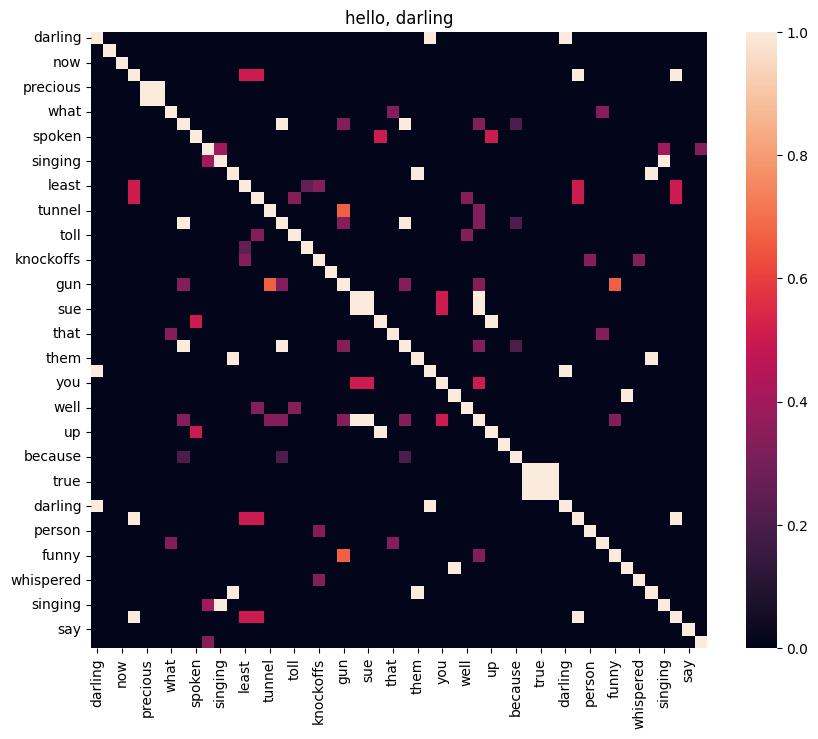 hello, darling
darling
now
precious
what
spoken
singing
least
tunnel
toll
knockoffs
gun
sue
that
them
you
well
up
because
true
darling
person
funny
whispered
singing
say
darling
now
precious
what
spoken
singing
least
tunnel
toll
knockoffs
gun
sue
that
them
you
well
up
because
true
darling
person
funny
whispered
singing
say
1.0
0.8
0.6
0.4
0.2
0.0